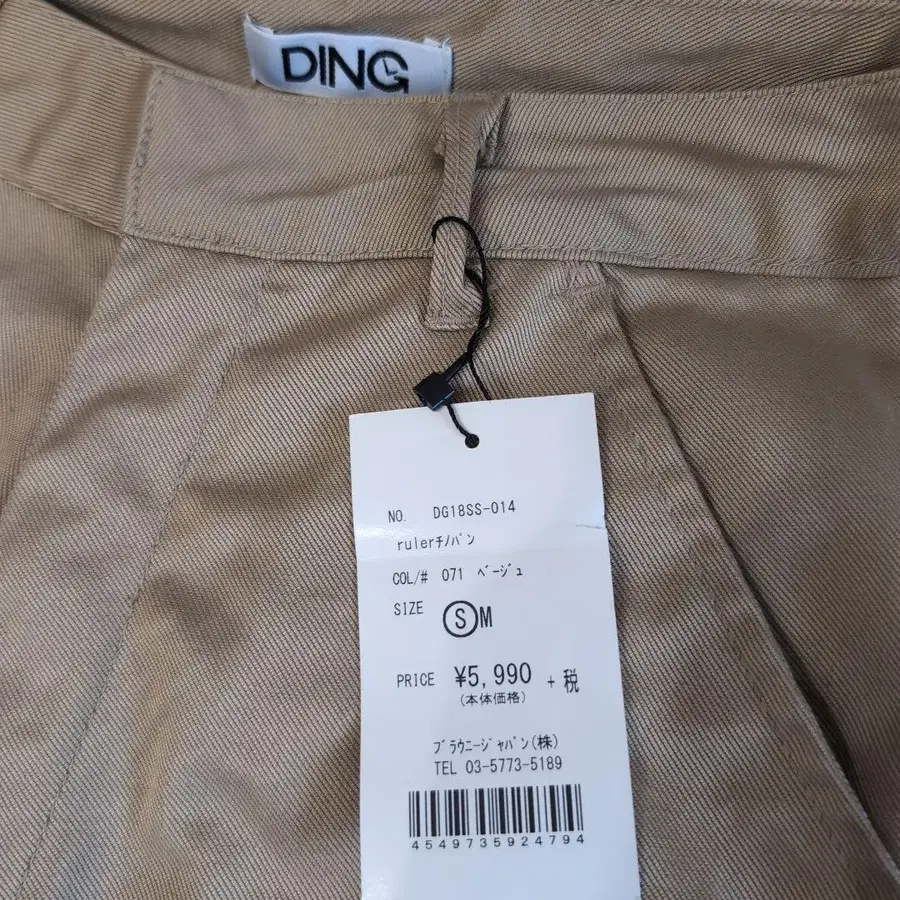 DING
NO. DG18SS-014
rulerﾁﾉﾊﾟﾝ
COL/# 071 ﾍﾞｰｼﾞｭ
SIZE Ⓢ M
PRICE ¥5,990 + 税
(本体価格)
ﾌﾞﾗｳﾆｰｼﾞｬﾊﾟﾝ(株)
TEL 03-5773-5189
4549735924794